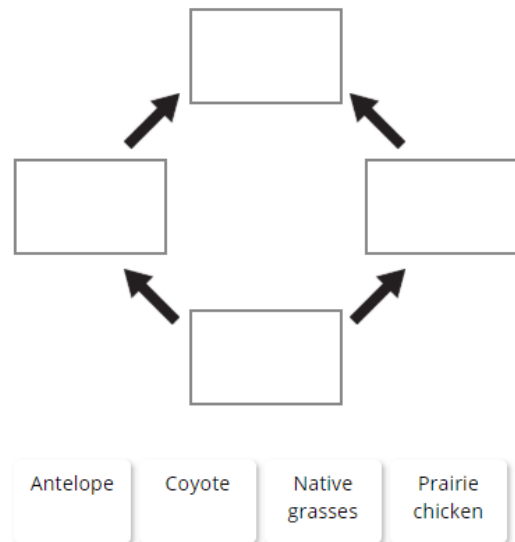 Antelope
Coyote
Native
grasses
Prairie
chicken